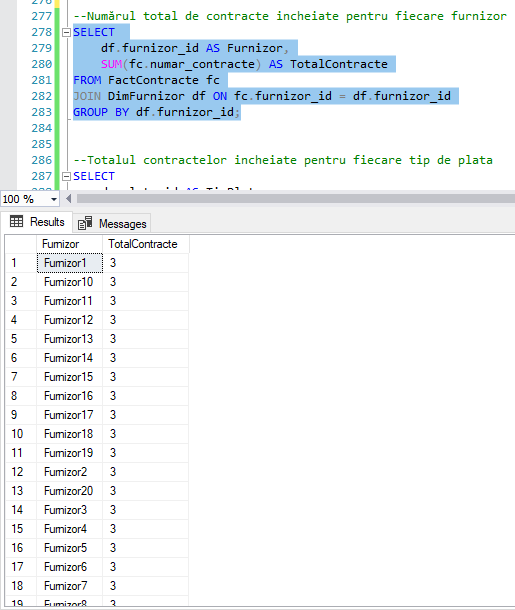 276
277 --Numărul total de contracte incheiate pentru fiecare furnizor
278 SELECT
279 df.furnizor_id AS Furnizor,
280 SUM(fc.numar_contracte) AS TotalContracte
281 FROM FactContracte fc
282 JOIN DimFurnizor df ON fc.furnizor_id = df.furnizor_id
283 GROUP BY df.furnizor_id;
284
285
286 --Totalul contractelor incheiate pentru fiecare tip de plata
287 SELECT
100 %
Results Messages
Furnizor TotalContracte
1 Furnizor1 3
2 Furnizor10 3
3 Furnizor11 3
4 Furnizor12 3
5 Furnizor13 3
6 Furnizor14 3
7 Furnizor15 3
8 Furnizor16 3
9 Furnizor17 3
10 Furnizor18 3
11 Furnizor19 3
12 Furnizor2 3
13 Furnizor20 3
14 Furnizor3 3
15 Furnizor4 3
16 Furnizor5 3
17 Furnizor6 3
18 Furnizor7 3
19 Furnizor8 3